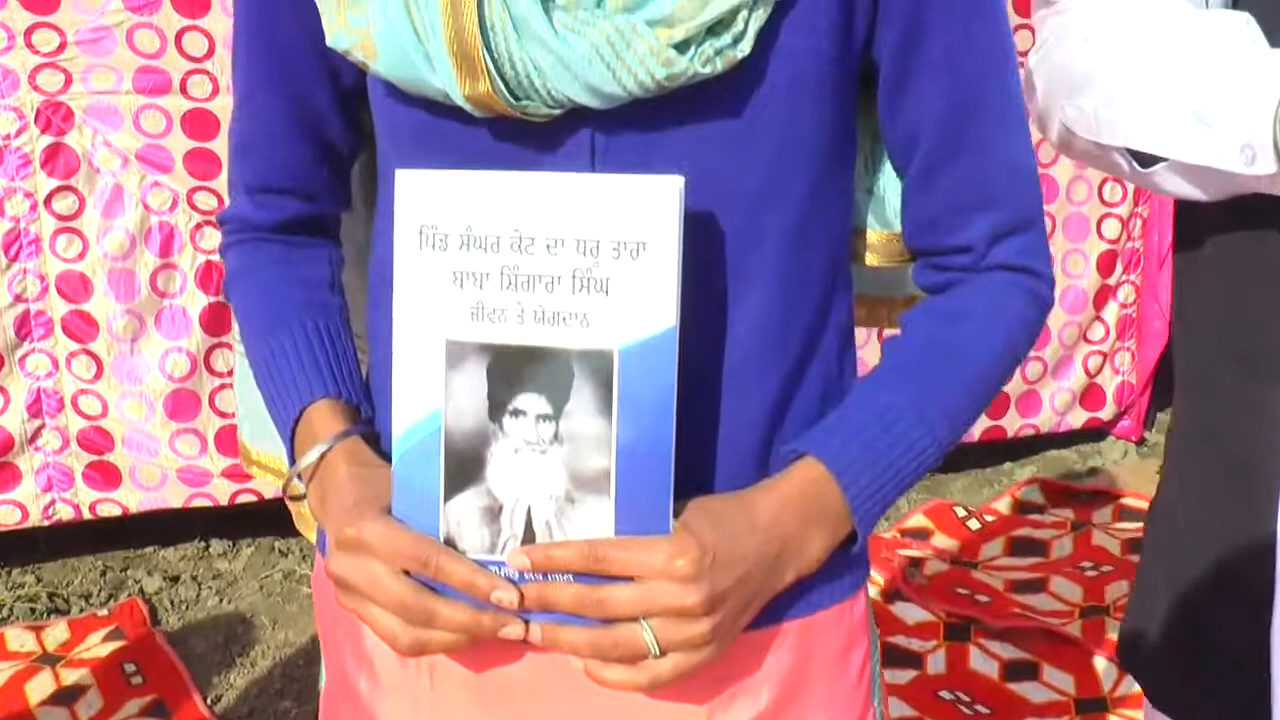 ਪਿੰਡ ਸੰਘਰ ਕੋਟ ਦਾ ਧਰੂ ਤਾਰਾ
ਬਾਬਾ ਸ਼ਿੰਗਾਰਾ ਸਿੰਘ
ਜੀਵਨ ਤੇ ਯੋਗਦਾਨ